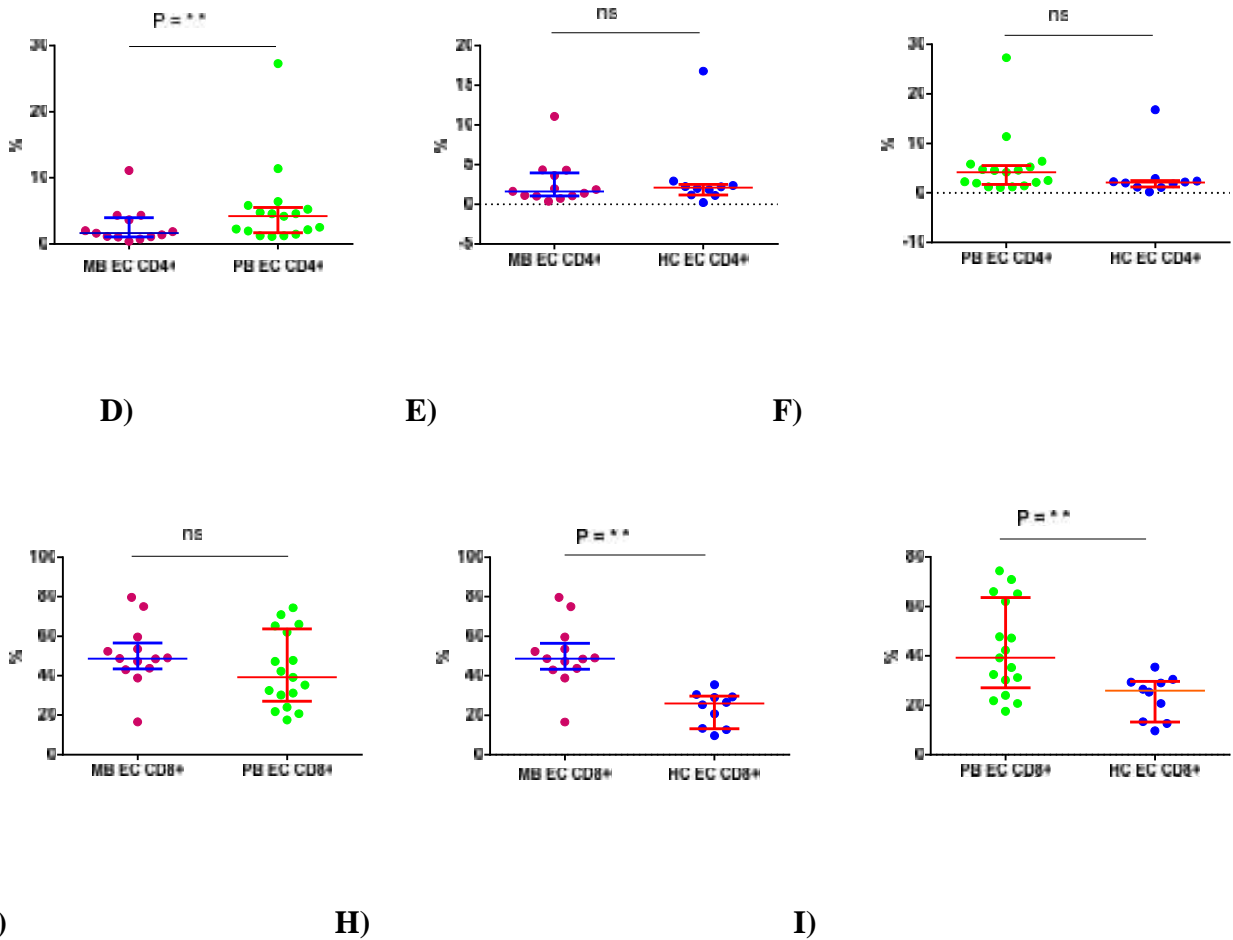 P = * *
30
20
10
0
%
MB EC CD4+
PB EC CD4+
ns
20
15
10
5
0
-5
%
MB EC CD4+
HC EC CD4+
ns
30
20
10
0
-10
%
PB EC CD4+
HC EC CD4+
D)
E)
F)
ns
100
80
60
40
20
0
%
MB EC CD8+
PB EC CD8+
P = * *
100
80
60
40
20
0
%
MB EC CD8+
HC EC CD8+
P = * *
80
60
40
20
0
%
PB EC CD8+
HC EC CD8+
)
H)
I)